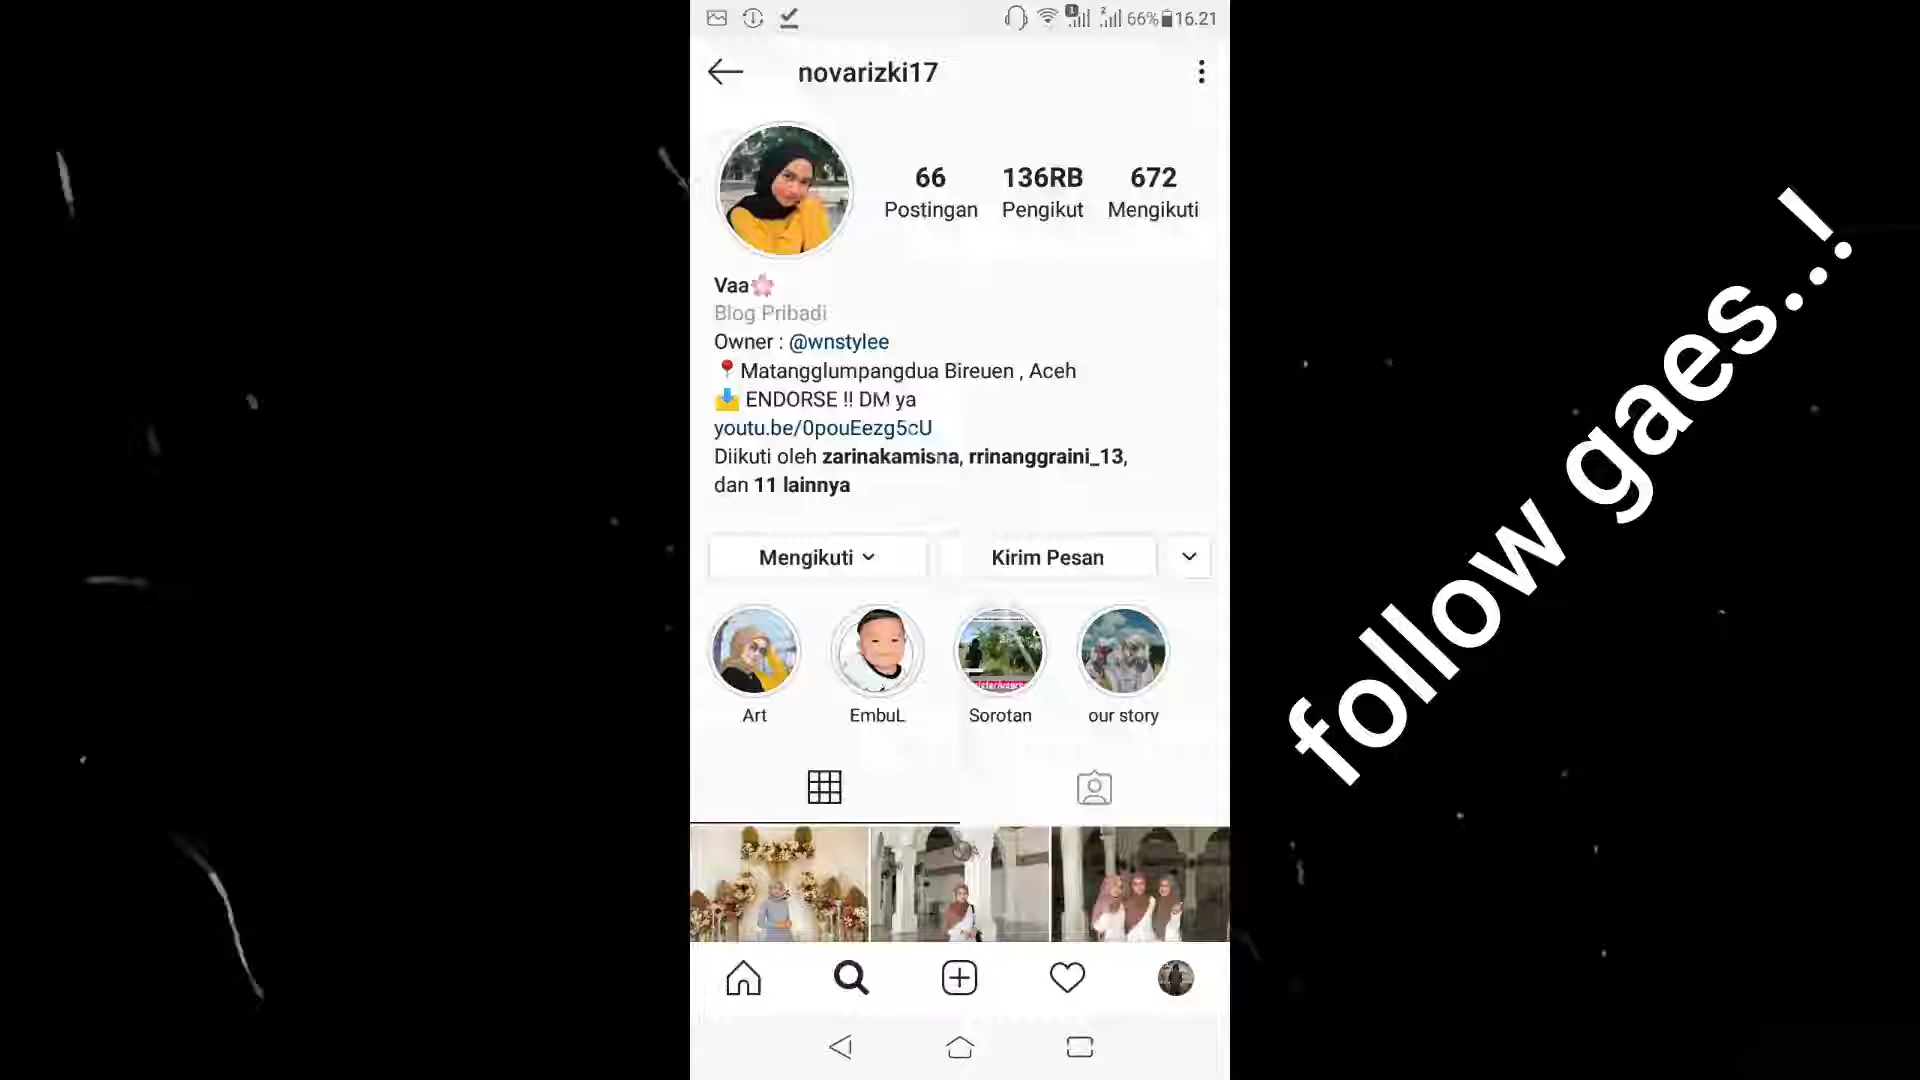 66% 16.21
novarizki17
66 136RB 672
Postingan Pengikut Mengikuti
Vaa🌸
Blog Pribadi
Owner : @wnstylee
📍Matangglumpangdua Bireuen , Aceh
📩 ENDORSE !! DM ya
youtu.be/0pouEezg5cU
Diikuti oleh zarinakamisna, rrinanggraini_13,
dan 11 lainnya
Mengikuti Kirim Pesan
Art EmbuL Sorotan our story
follow gaes..!